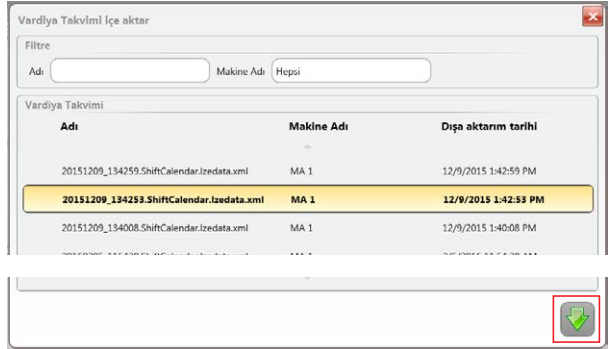 Vardiya Takvimi İçe aktar
Filtre
Adı Makine Adı Hepsi
Vardiya Takvimi
Adı Makine Adı Dışa aktarım tarihi
20151209_134259.ShiftCalendar.lzedata.xml MA 1 12/9/2015 1:42:59 PM
20151209_134253.ShiftCalendar.lzedata.xml MA 1 12/9/2015 1:42:53 PM
20151209_134008.ShiftCalendar.lzedata.xml MA 1 12/9/2015 1:40:08 PM